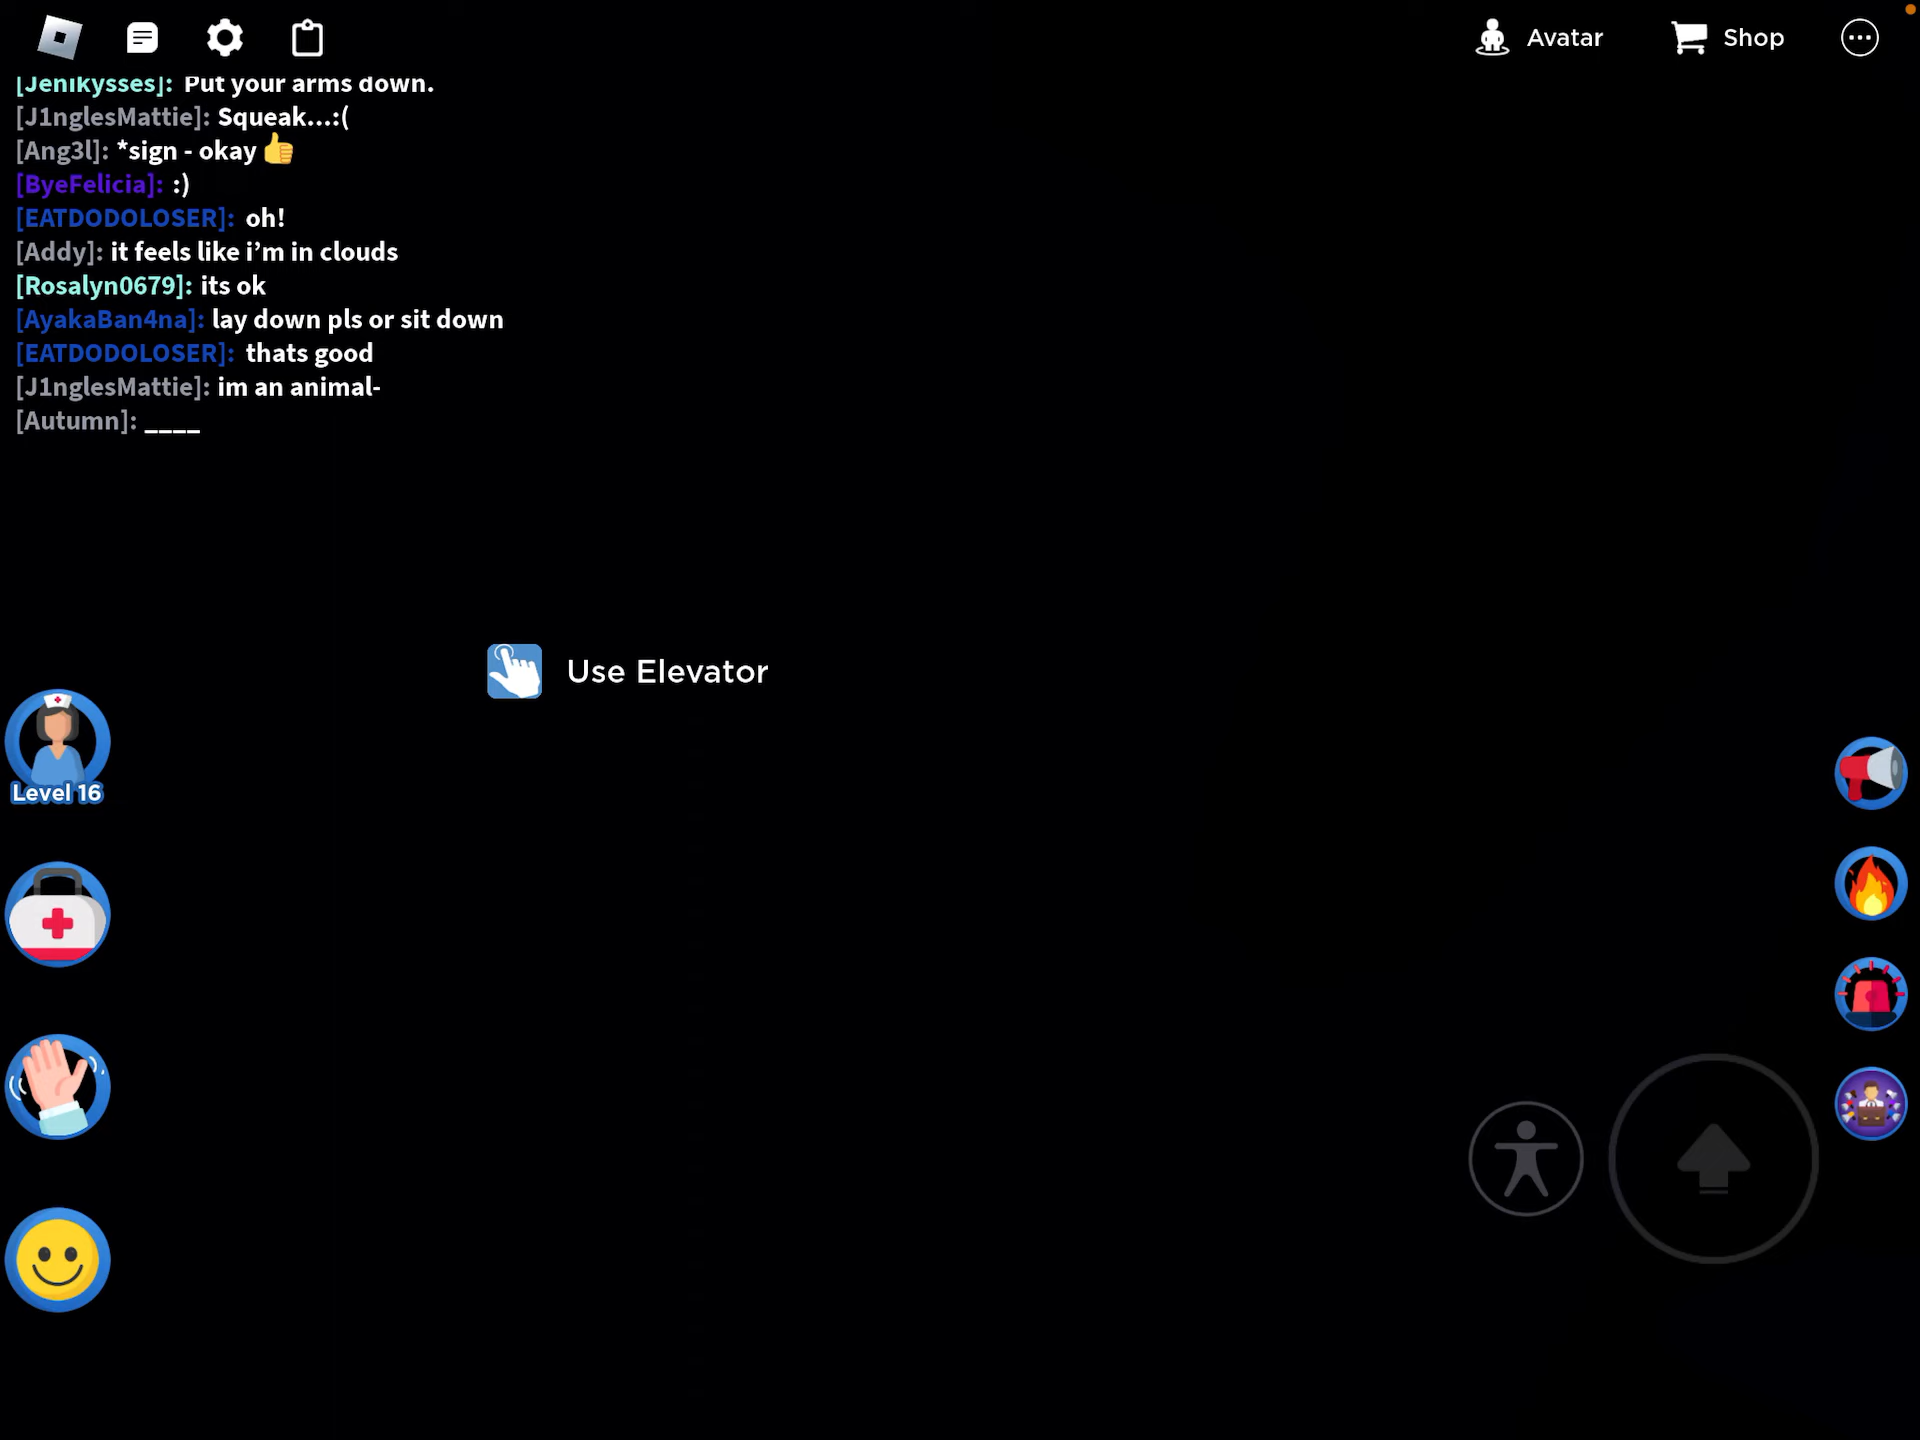 Avatar Shop
[Jenikysses]: Put your arms down.
[J1nglesMattie]: Squeak...:(
[Ang3l]: *sign - okay 👍
[ByeFelicia]: :)
[EATDODOLOSER]: oh!
[Addy]: it feels like i’m in clouds
[Rosalyn0679]: its ok
[AyakaBan4na]: lay down pls or sit down
[EATDODOLOSER]: thats good
[J1nglesMattie]: im an animal-
[Autumn]: ____
Use Elevator
Level 16